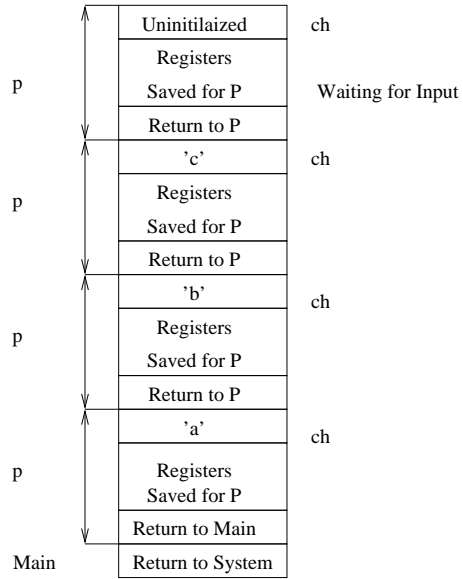 Uninitilaized ch
Registers
p
Saved for P Waiting for Input
Return to P
'c' ch
Registers
p
Saved for P
Return to P
'b' ch
Registers
p
Saved for P
Return to P
'a' ch
Registers
p
Saved for P
Return to Main
Main Return to System